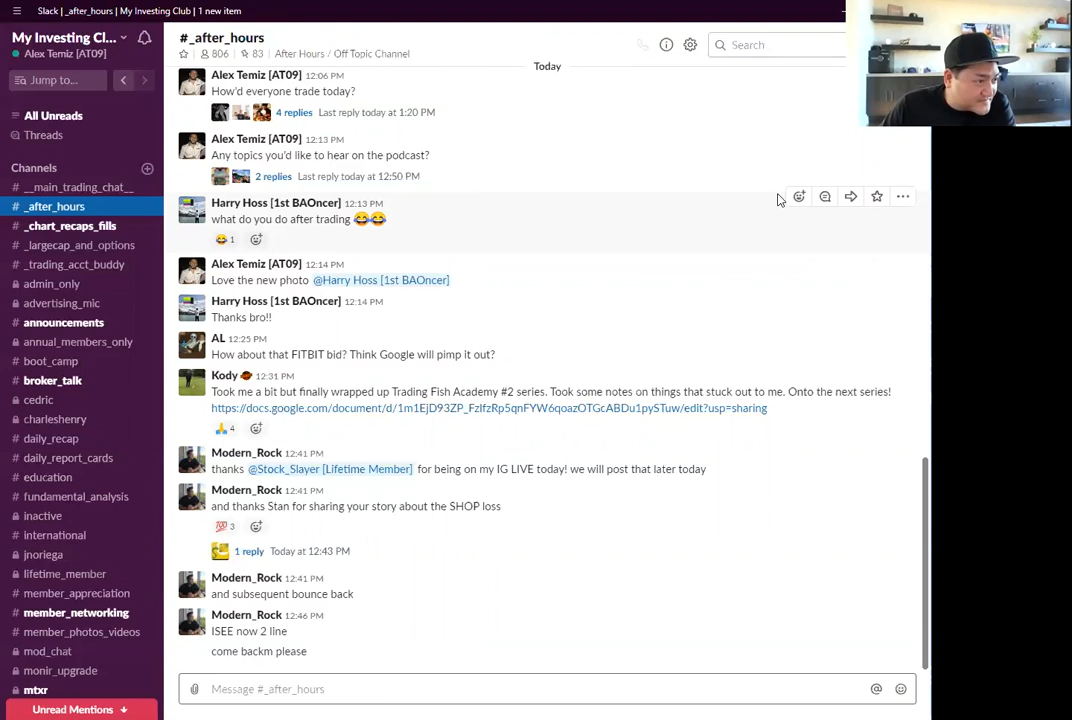 Slack | _after_hours | My Investing Club | 1 new item
My Investing Cl...
Alex Temiz [AT09]
Jump to...
All Unreads
Threads
Channels
# __main_trading_chat__
# _after_hours
# _chart_recaps_fills
# _largecap_and_options
# _trading_acct_buddy
admin_only
advertising_mic
announcements
annual_members_only
boot_camp
broker_talk
cedric
charleshenry
daily_recap
daily_report_cards
# education
# fundamental_analysis
inactive
# international
jnoriega
lifetime_member
# member_appreciation
# member_networking
# member_photos_videos
mod_chat
monir_upgrade
mtxr
Unread Mentions
#_after_hours
806 | 83 | After Hours / Off Topic Channel
Search
Today
Alex Temiz [AT09] 12:06 PM
How'd everyone trade today?
4 replies Last reply today at 1:20 PM
Alex Temiz [AT09] 12:13 PM
Any topics you'd like to hear on the podcast?
2 replies Last reply today at 12:50 PM
Harry Hoss [1st BAOncer] 12:13 PM
what do you do after trading 😂😂
😂 1
Alex Temiz [AT09] 12:14 PM
Love the new photo @Harry Hoss [1st BAOncer]
Harry Hoss [1st BAOncer] 12:14 PM
Thanks bro!!
AL 12:25 PM
How about that FITBIT bid? Think Google will pimp it out?
Kody 12:31 PM
Took me a bit but finally wrapped up Trading Fish Academy #2 series. Took some notes on things that stuck out to me. Onto the next series!
https://docs.google.com/document/d/1m1EjD93ZP_FzIfzRp5qnFYW6qoazOTGcABDu1pySTuw/edit?usp=sharing
🙏 4
Modern_Rock 12:41 PM
thanks @Stock_Slayer [Lifetime Member] for being on my IG LIVE today! we will post that later today
Modern_Rock 12:41 PM
and thanks Stan for sharing your story about the SHOP loss
💯 3
1 reply Today at 12:43 PM
Modern_Rock 12:41 PM
and subsequent bounce back
Modern_Rock 12:46 PM
ISEE now 2 line
come backm please
Message #_after_hours